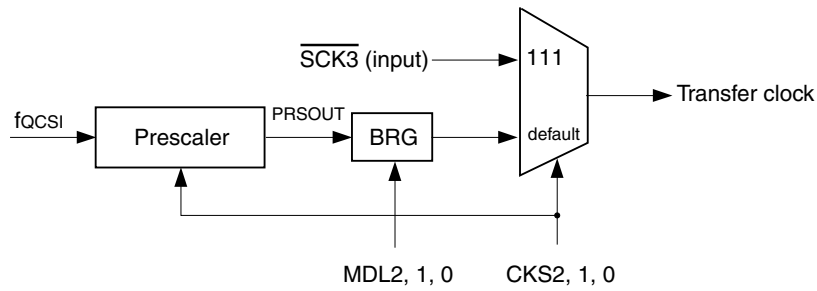 SCK3 (input)
111
Transfer clock
fQCSI
Prescaler
PRSOUT
BRG
default
MDL2, 1, 0
CKS2, 1, 0